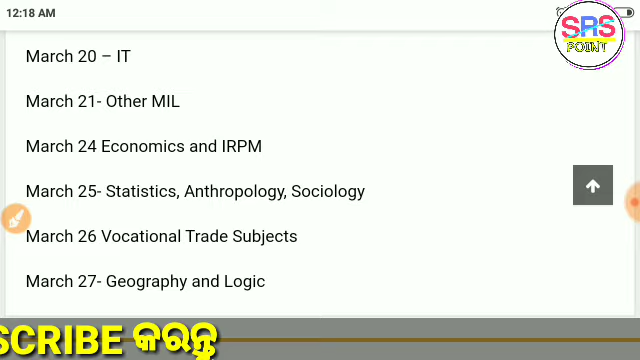 12:18 AM
SRS
POINT
March 20 – IT
March 21- Other MIL
March 24 Economics and IRPM
March 25- Statistics, Anthropology, Sociology
March 26 Vocational Trade Subjects
March 27- Geography and Logic
SCRIBE କରନ୍ତୁ